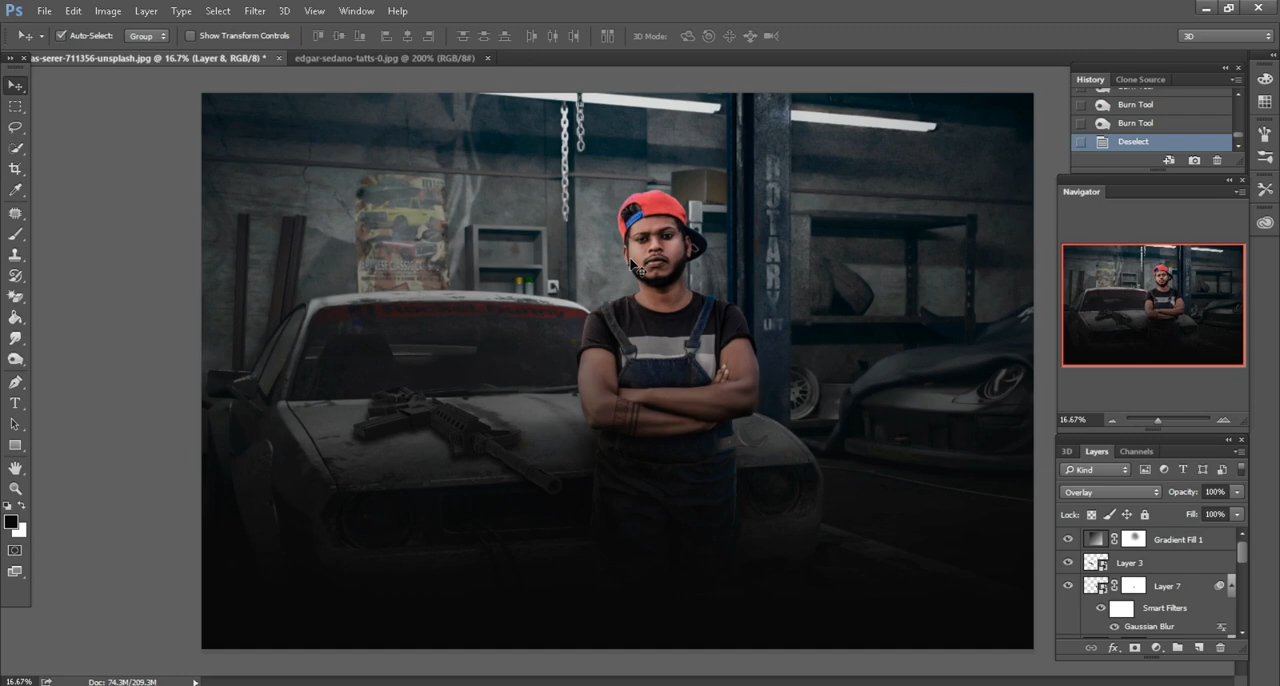 Ps File Edit Image Layer Type Select Filter 3D View Window Help
Auto-Select: Group Show Transform Controls 3D Mode: 3D
as-serer-711356-unsplash.jpg @ 16.7% (Layer 8, RGB/8) * × edgar-sedano-tatts-0.jpg @ 200% (RGB/8#) ×
History Clone Source
Burn Tool
Burn Tool
Deselect
Navigator
ROTARY LIFT
16.67%
3D Layers Channels
Kind
Overlay Opacity: 100%
Lock: Fill: 100%
Gradient Fill 1
Layer 3
Layer 7
Smart Filters
Gaussian Blur
fx
16.67% Doc: 74.3M/209.3M